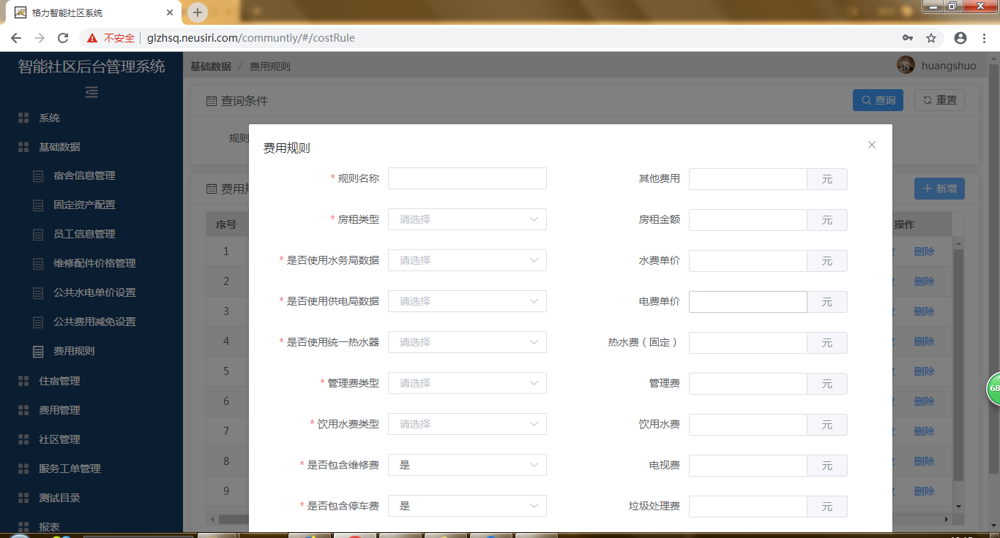 格力智能社区系统
不安全 glzhsq.neusiri.com/communtiy/#/costRule
智能社区后台管理系统
系统
基础数据
宿舍信息管理
固定资产配置
员工信息管理
维修配件价格管理
公共水电单价设置
公共费用减免设置
费用规则
住宿管理
费用管理
社区管理
服务工单管理
测试目录
报表
基础数据 / 费用规则
huangshuo
查询条件
查询 重置
规则
费用规
新增
序号 操作
1 删除
2 删除
3 删除
4 删除
5 删除
6 删除
7 删除
8 删除
9 删除
费用规则
* 规则名称 其他费用 元
* 房租类型 请选择 房租金额 元
* 是否使用水务局数据 请选择 水费单价 元
* 是否使用供电局数据 请选择 电费单价 元
* 是否使用统一热水器 请选择 热水费（固定） 元
* 管理费类型 请选择 管理费 元
* 饮用水费类型 请选择 饮用水费 元
* 是否包含维修费 是 电视费 元
* 是否包含停车费 是 垃圾处理费 元
68